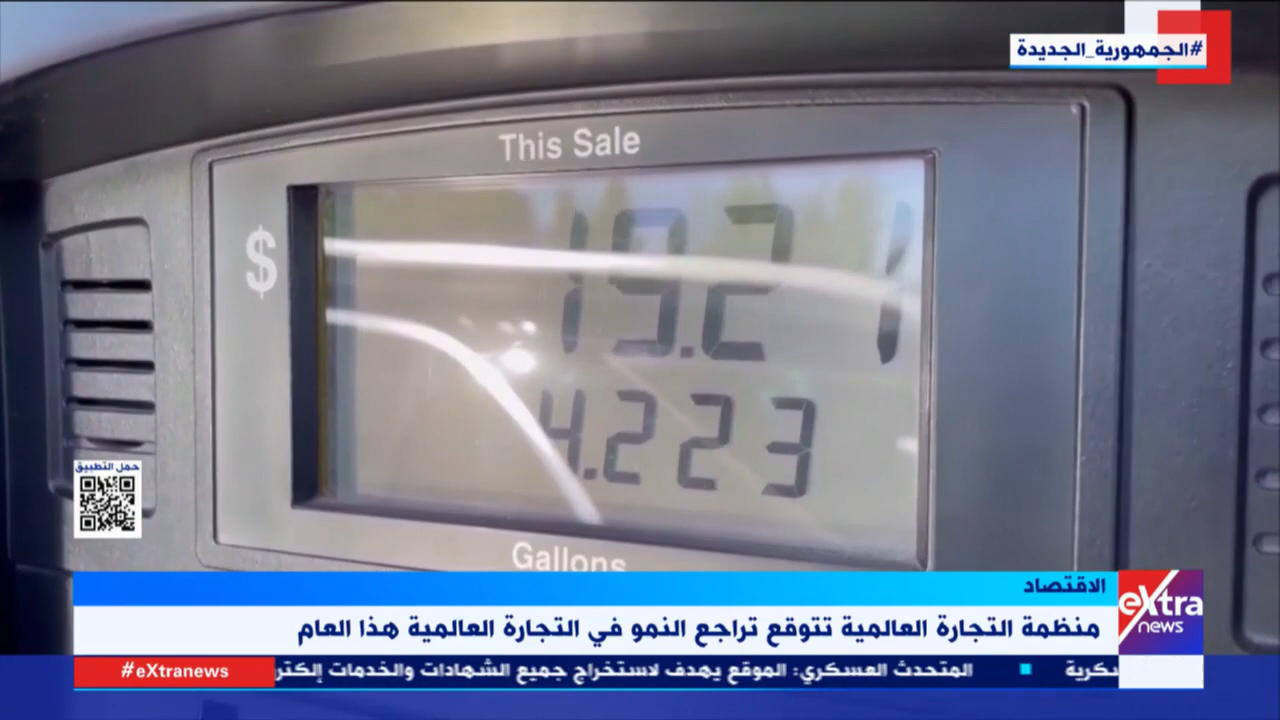 #الجمهورية_الجديدة
This Sale
$
19.21
4.223
Gallons
حمل التطبيق
الاقتصاد
منظمة التجارة العالمية تتوقع تراجع النمو في التجارة العالمية هذا العام
eXtra
news
المتحدث العسكري: الموقع يهدف لاستخراج جميع الشهادات والخدمات
#eXtranews